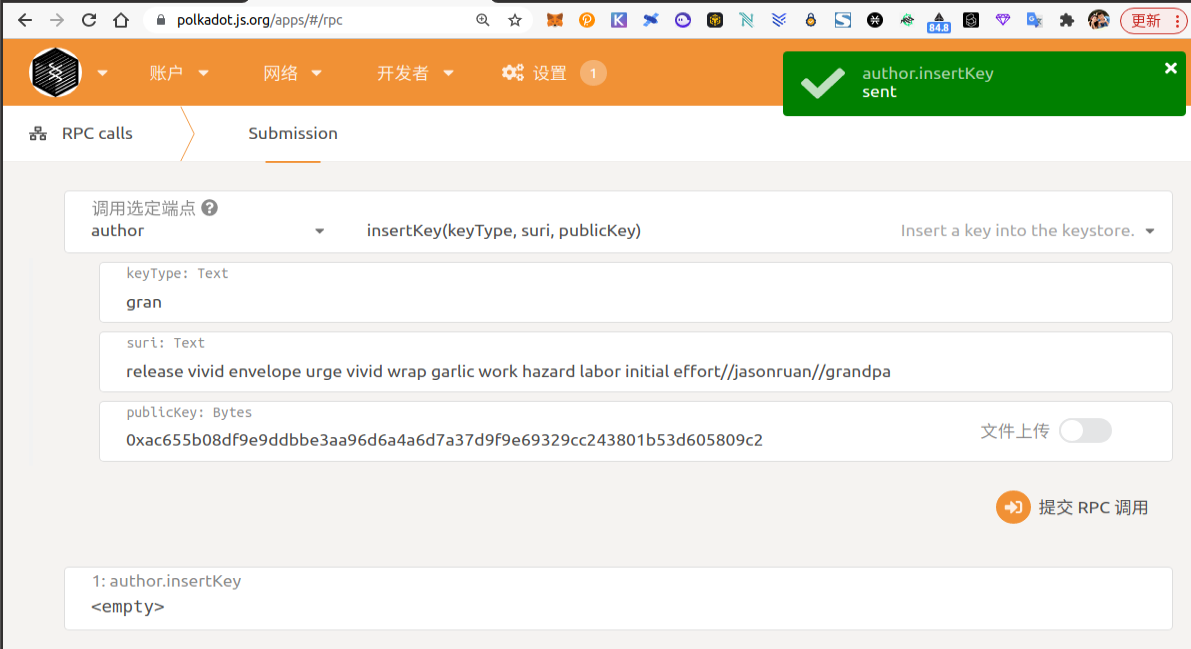 polkadot.js.org/apps/#/rpc
84.8
更新
账户
网络
开发者
设置
1
author.insertKey
sent
RPC calls
Submission
调用选定端点
author
insertKey(keyType, suri, publicKey)
Insert a key into the keystore.
keyType: Text
gran
suri: Text
release vivid envelope urge vivid wrap garlic work hazard labor initial effort//jasonruan//grandpa
publicKey: Bytes
0xac655b08df9e9ddbbe3aa96d6a4a6d7a37d9f9e69329cc243801b53d605809c2
文件上传
提交 RPC 调用
1: author.insertKey
<empty>